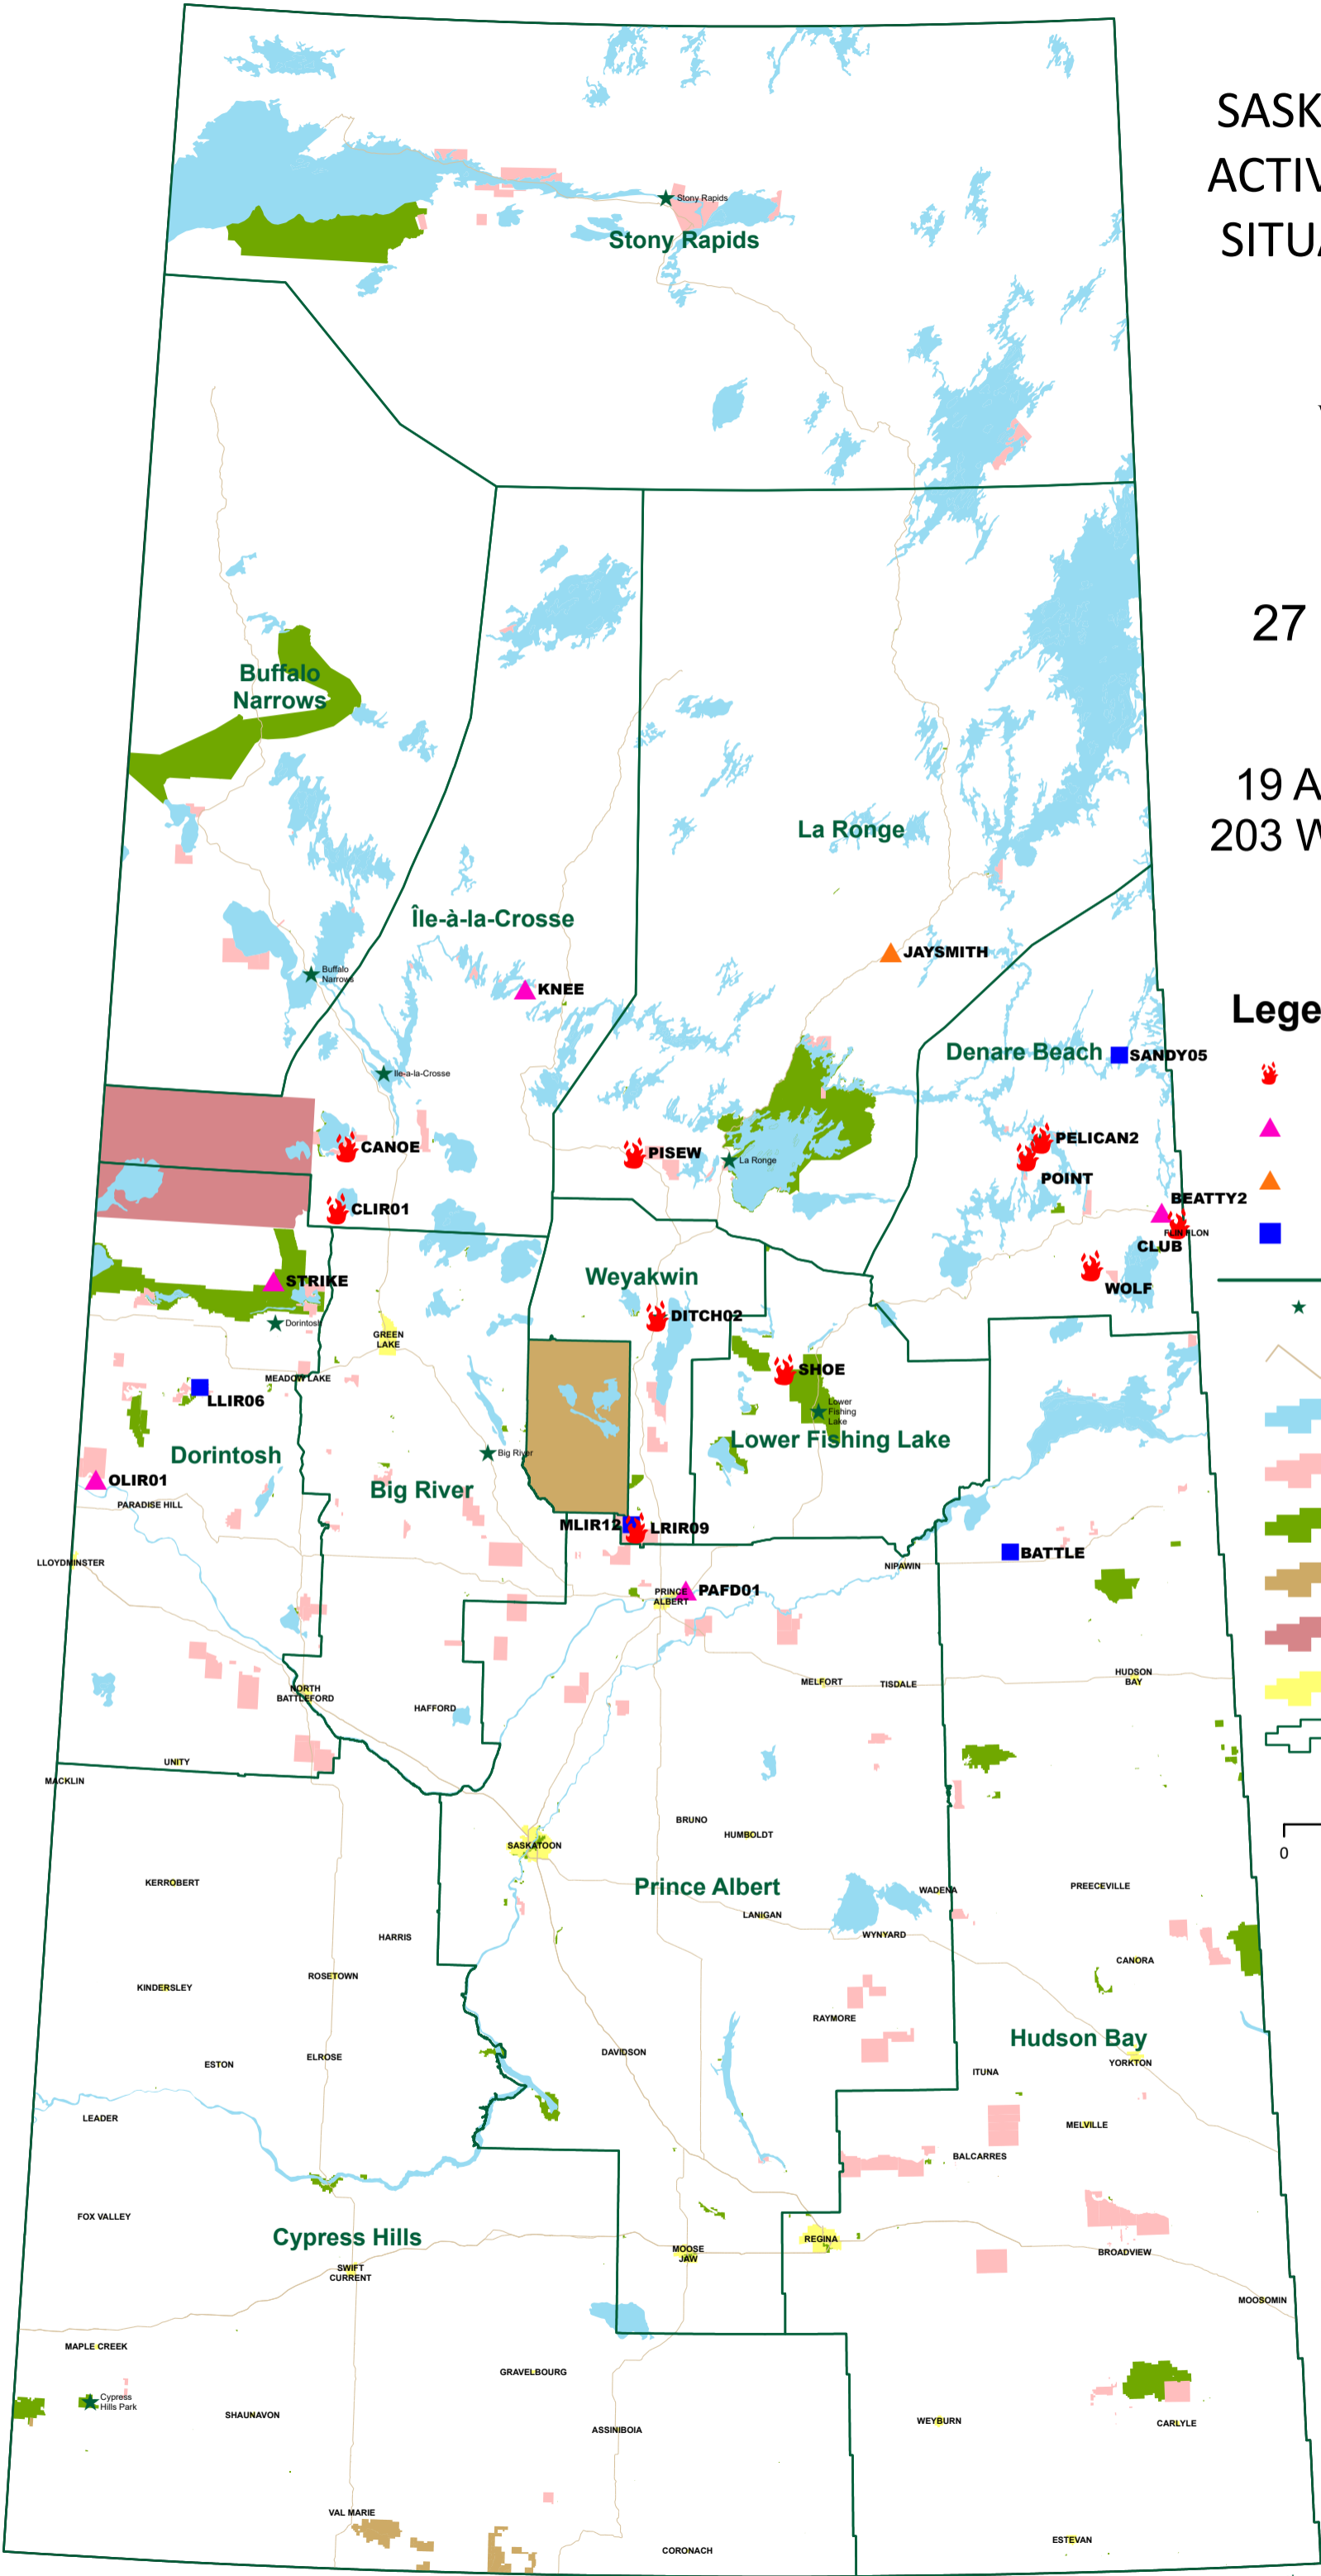 SASK
ACTIV
SITUA
Stony Rapids
Stony Rapids
27
Buffalo
Narrows
19 A
203 W
La Ronge
Île-à-la-Crosse
JAYSMITH
Buffalo
Narrows
KNEE
Lege
Denare Beach
SANDY05
Ile-a-la-Crosse
CANOE
PISEW
La Ronge
PELICAN2
POINT
CLIR01
BEATTY2
FLIN FLON
CLUB
STRIKE
Weyakwin
WOLF
Dorintosh
DITCH02
GREEN
LAKE
SHOE
MEADOW LAKE
LLIR06
Lower
Fishing
Lake
Dorintosh
Big River
Lower Fishing Lake
OLIR01
Big River
PARADISE HILL
MLIR12
LRIR09
LLOYDMINSTER
NIPAWIN
BATTLE
PRINCE
ALBERT
PAFD01
HUDSON
BAY
MELFORT
TISDALE
NORTH
BATTLEFORD
HAFFORD
UNITY
MACKLIN
BRUNO
HUMBOLDT
SASKATOON
0
KERROBERT
Prince Albert
WADENA
PREECEVILLE
LANIGAN
HARRIS
WYNYARD
CANORA
ROSETOWN
KINDERSLEY
RAYMORE
Hudson Bay
DAVIDSON
ELROSE
ESTON
YORKTON
ITUNA
LEADER
MELVILLE
BALCARRES
FOX VALLEY
Cypress Hills
REGINA
MOOSE
JAW
BROADVIEW
SWIFT
CURRENT
MOOSOMIN
MAPLE CREEK
GRAVELBOURG
Cypress
Hills Park
SHAUNAVON
WEYBURN
CARLYLE
ASSINIBOIA
VAL MARIE
ESTEVAN
CORONACH